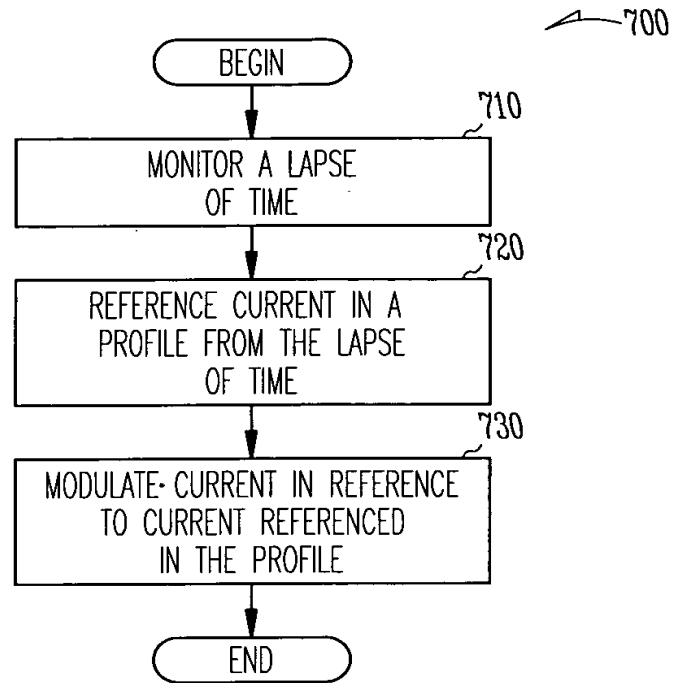 700
BEGIN
710
MONITOR A LAPSE
OF TIME
720
REFERENCE CURRENT IN A
PROFILE FROM THE LAPSE
OF TIME
730
MODULATE CURRENT IN REFERENCE
TO CURRENT REFERENCED
IN THE PROFILE
END